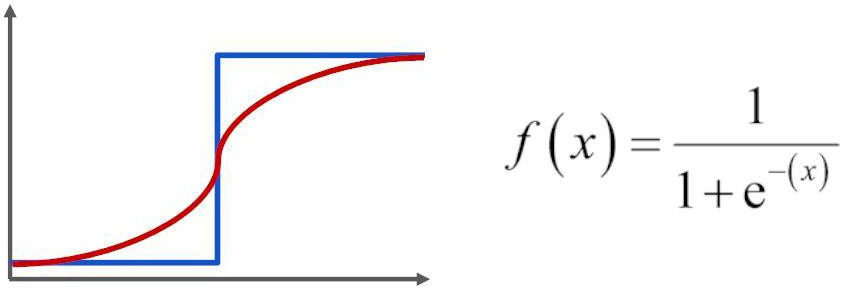 f(x) = 1 / (1 + e^{-(x)})